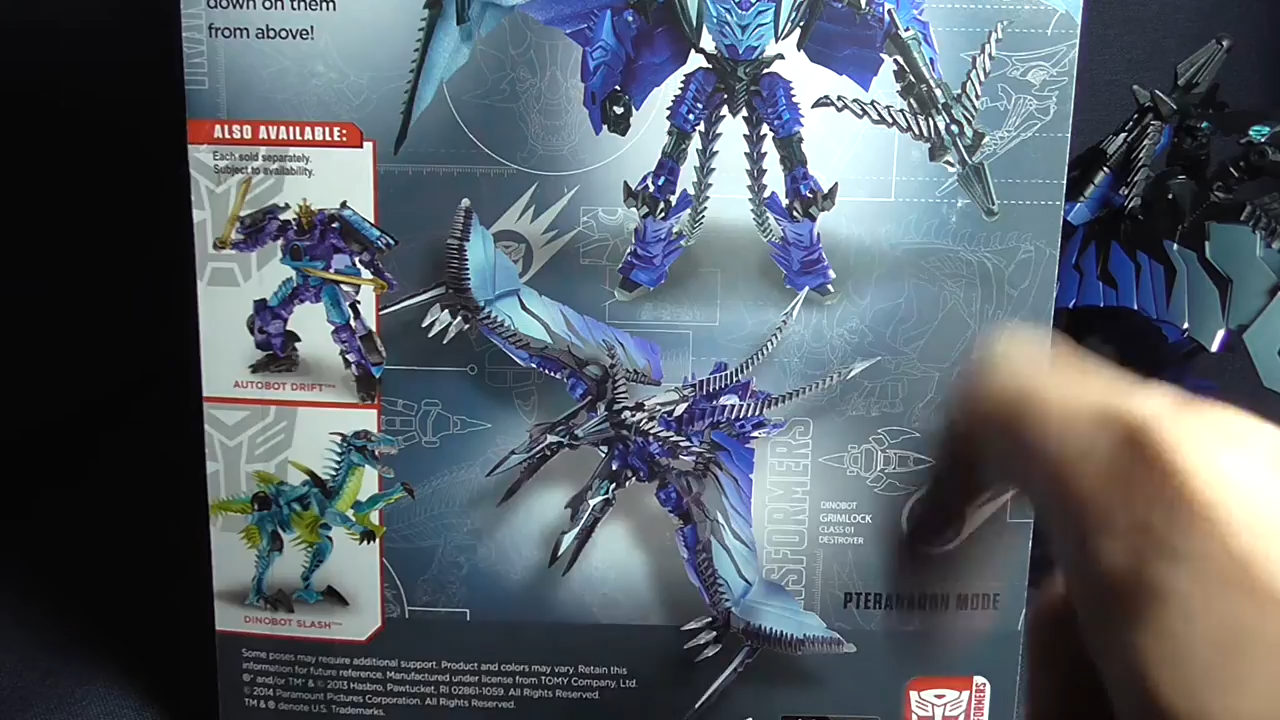 down on them
from above!
ALSO AVAILABLE:
Each sold separately.
Subject to availability.
AUTOBOT DRIFT™
DINOBOT SLASH™
DINOBOT
GRIMLOCK
CLASS 01
DESTROYER
PTERANADON MODE
Some poses may require additional support. Product and colors may vary. Retain this
information for future reference. Manufactured under license from TOMY Company, Ltd.
®* and/or TM* & © 2013 Hasbro, Pawtucket, RI 02861-1059. All Rights Reserved.
© 2014 Paramount Pictures Corporation. All Rights Reserved.
TM & ® denote U.S. Trademarks.